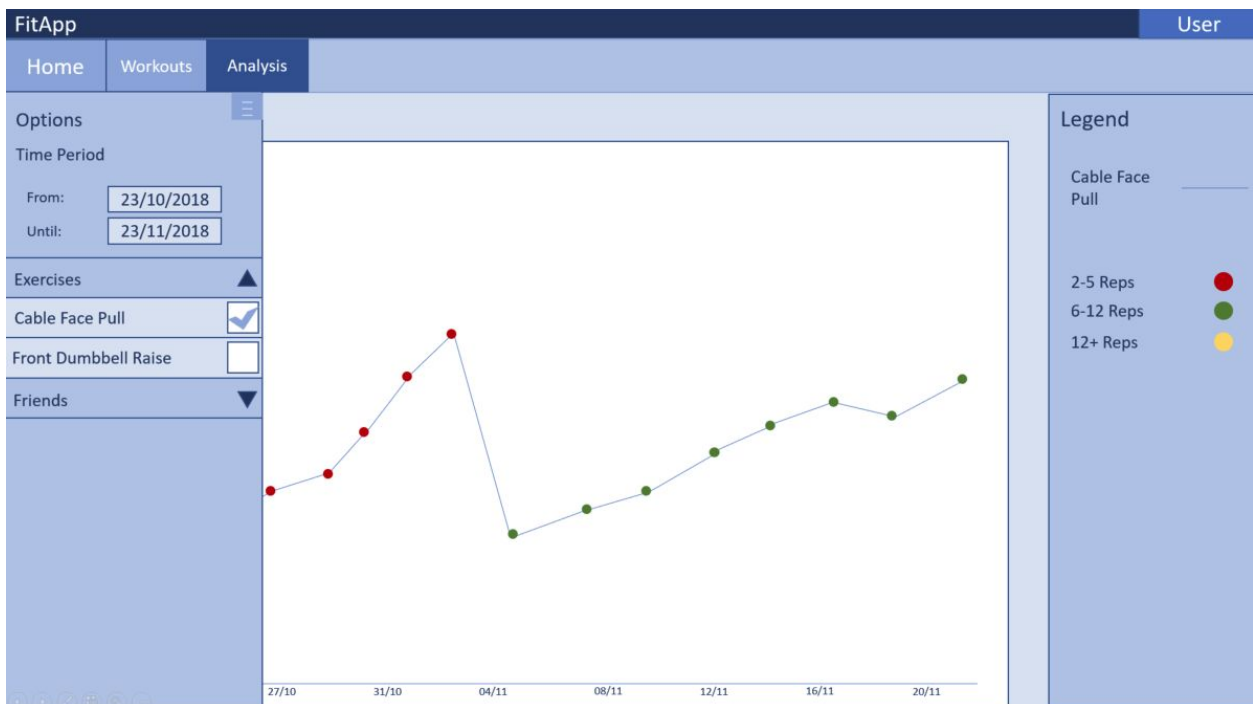 FitApp
User
Home
Workouts
Analysis
Options
Time Period
From:
23/10/2018
Until:
23/11/2018
Exercises
Cable Face Pull
Front Dumbbell Raise
Friends
27/10
31/10
04/11
08/11
12/11
16/11
20/11
Legend
Cable Face
Pull
2-5 Reps
6-12 Reps
12+ Reps